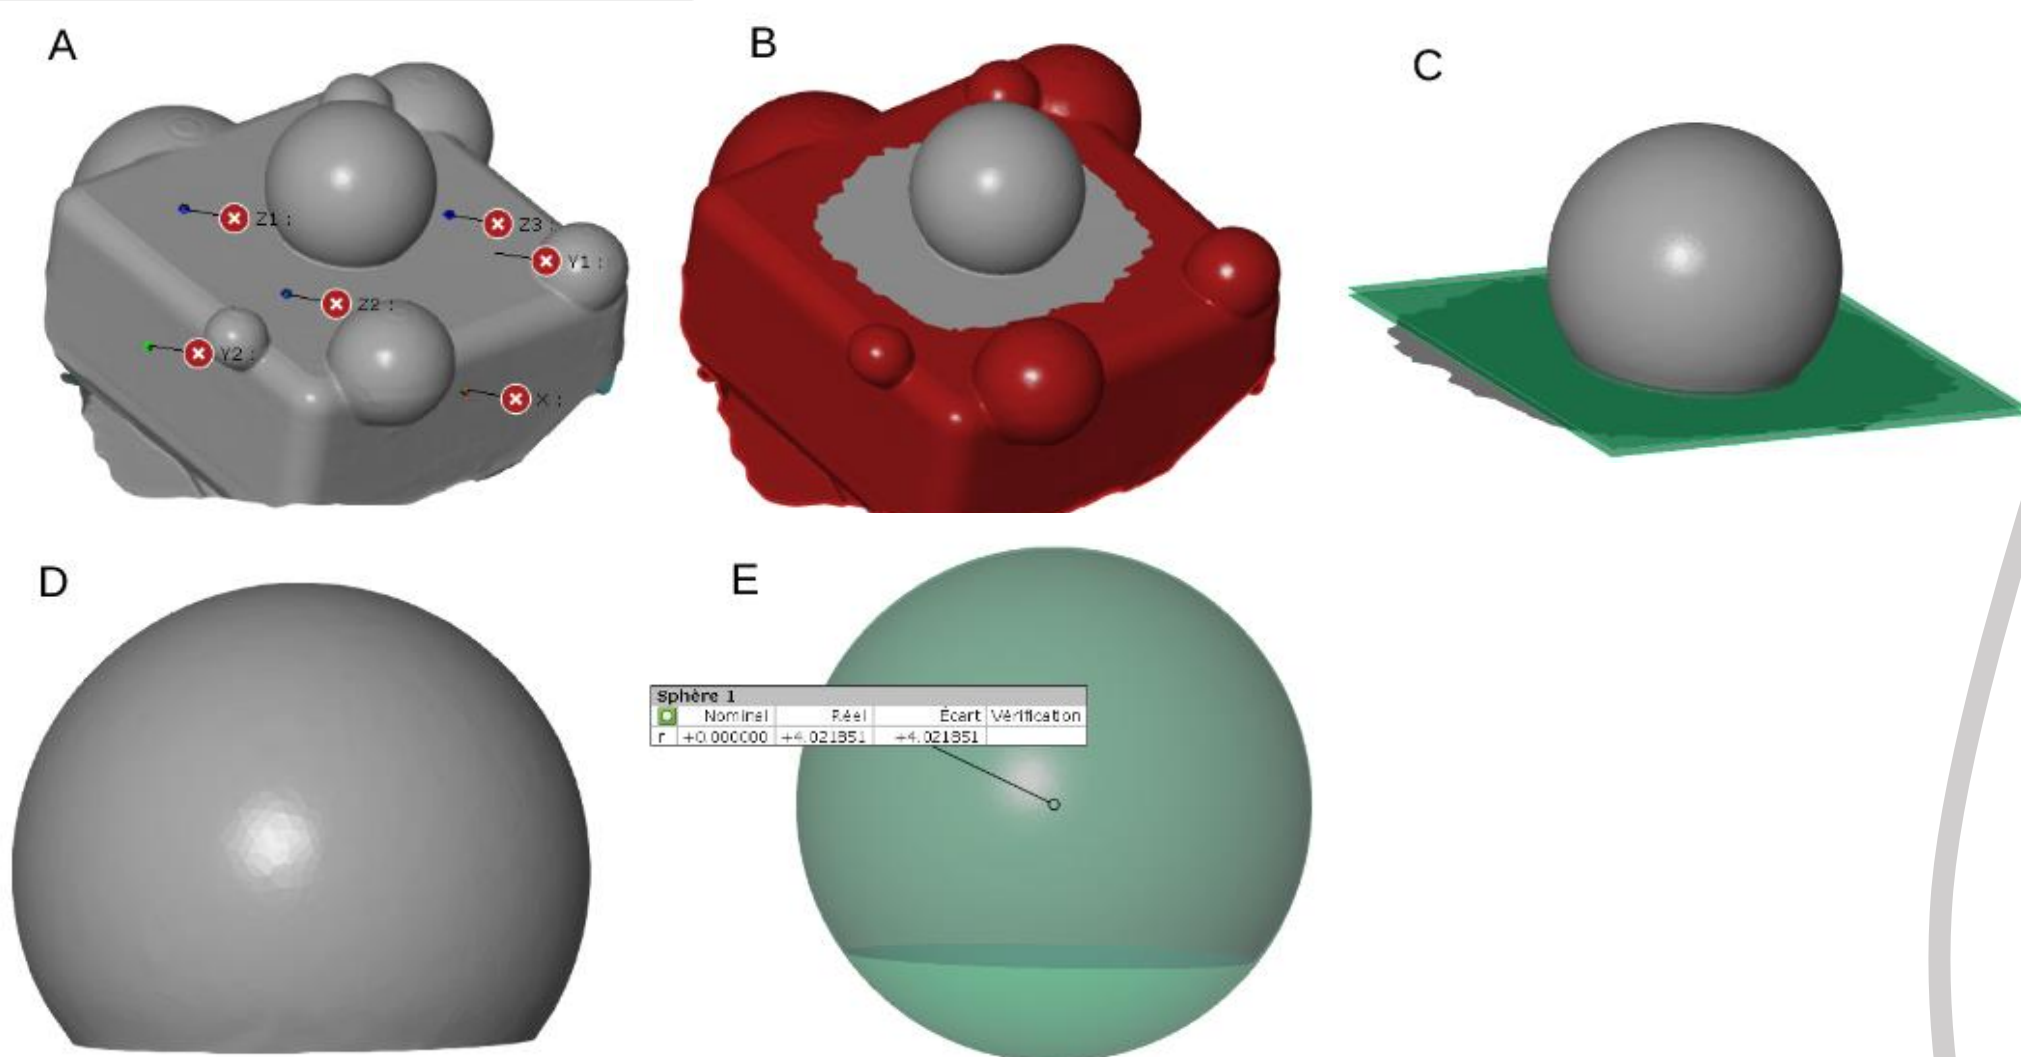 A
B
C
Z1 :
Z3 :
Y1 :
Z2 :
Y2 :
X :
D
E
Sphère 1
Nominal Réel Écart Vérification
r +0.000000 +4.021851 +4.021851